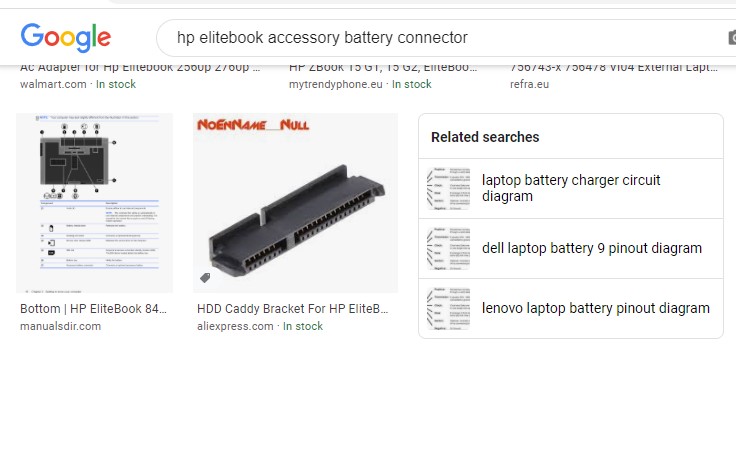 Google
hp elitebook accessory battery connector
Ac Adapter for Hp Elitebook 2560p 2760p ...
HP ZBook 15 G1, 15 G2, EliteBoo...
756743-x 756478 VI04 External Lapt...
walmart.com · In stock
mytrendyphone.eu · In stock
refra.eu
NOENNAME_NULL
Related searches
laptop battery charger circuit
diagram
dell laptop battery 9 pinout diagram
lenovo laptop battery pinout diagram
Bottom | HP EliteBook 84...
HDD Caddy Bracket For HP EliteB...
manualsdir.com
aliexpress.com · In stock